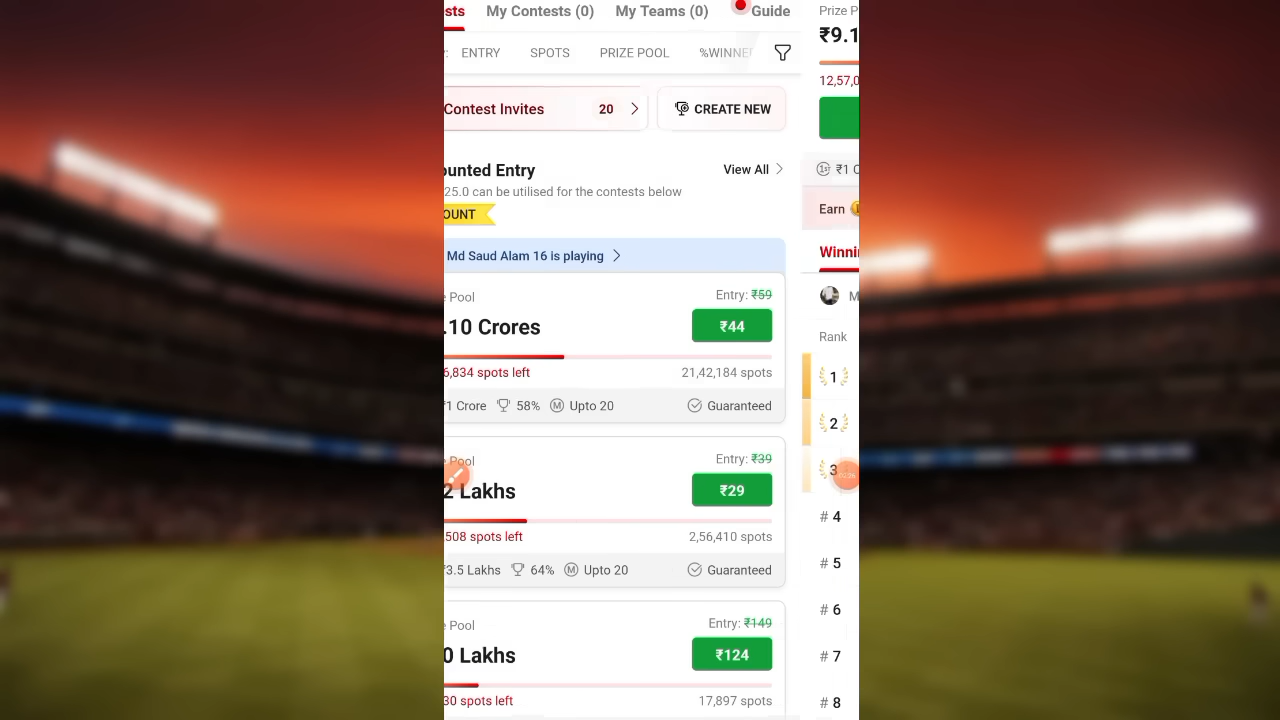 sts My Contests (0) My Teams (0) Guide
ENTRY SPOTS PRIZE POOL %WINNE
Contest Invites 20 CREATE NEW
ounted Entry View All
25.0 can be utilised for the contests below
OUNT
Md Saud Alam 16 is playing
e Pool Entry: ₹59
.10 Crores ₹44
6,834 spots left 21,42,184 spots
₹1 Crore 58% M Upto 20 Guaranteed
e Pool Entry: ₹39
2 Lakhs ₹29
508 spots left 2,56,410 spots
₹3.5 Lakhs 64% M Upto 20 Guaranteed
e Pool Entry: ₹149
0 Lakhs ₹124
30 spots left 17,897 spots
Prize P
₹9.1
12,57,0
1st ₹1 C
Earn
Winni
M
Rank
1
2
3
# 4
# 5
# 6
# 7
# 8